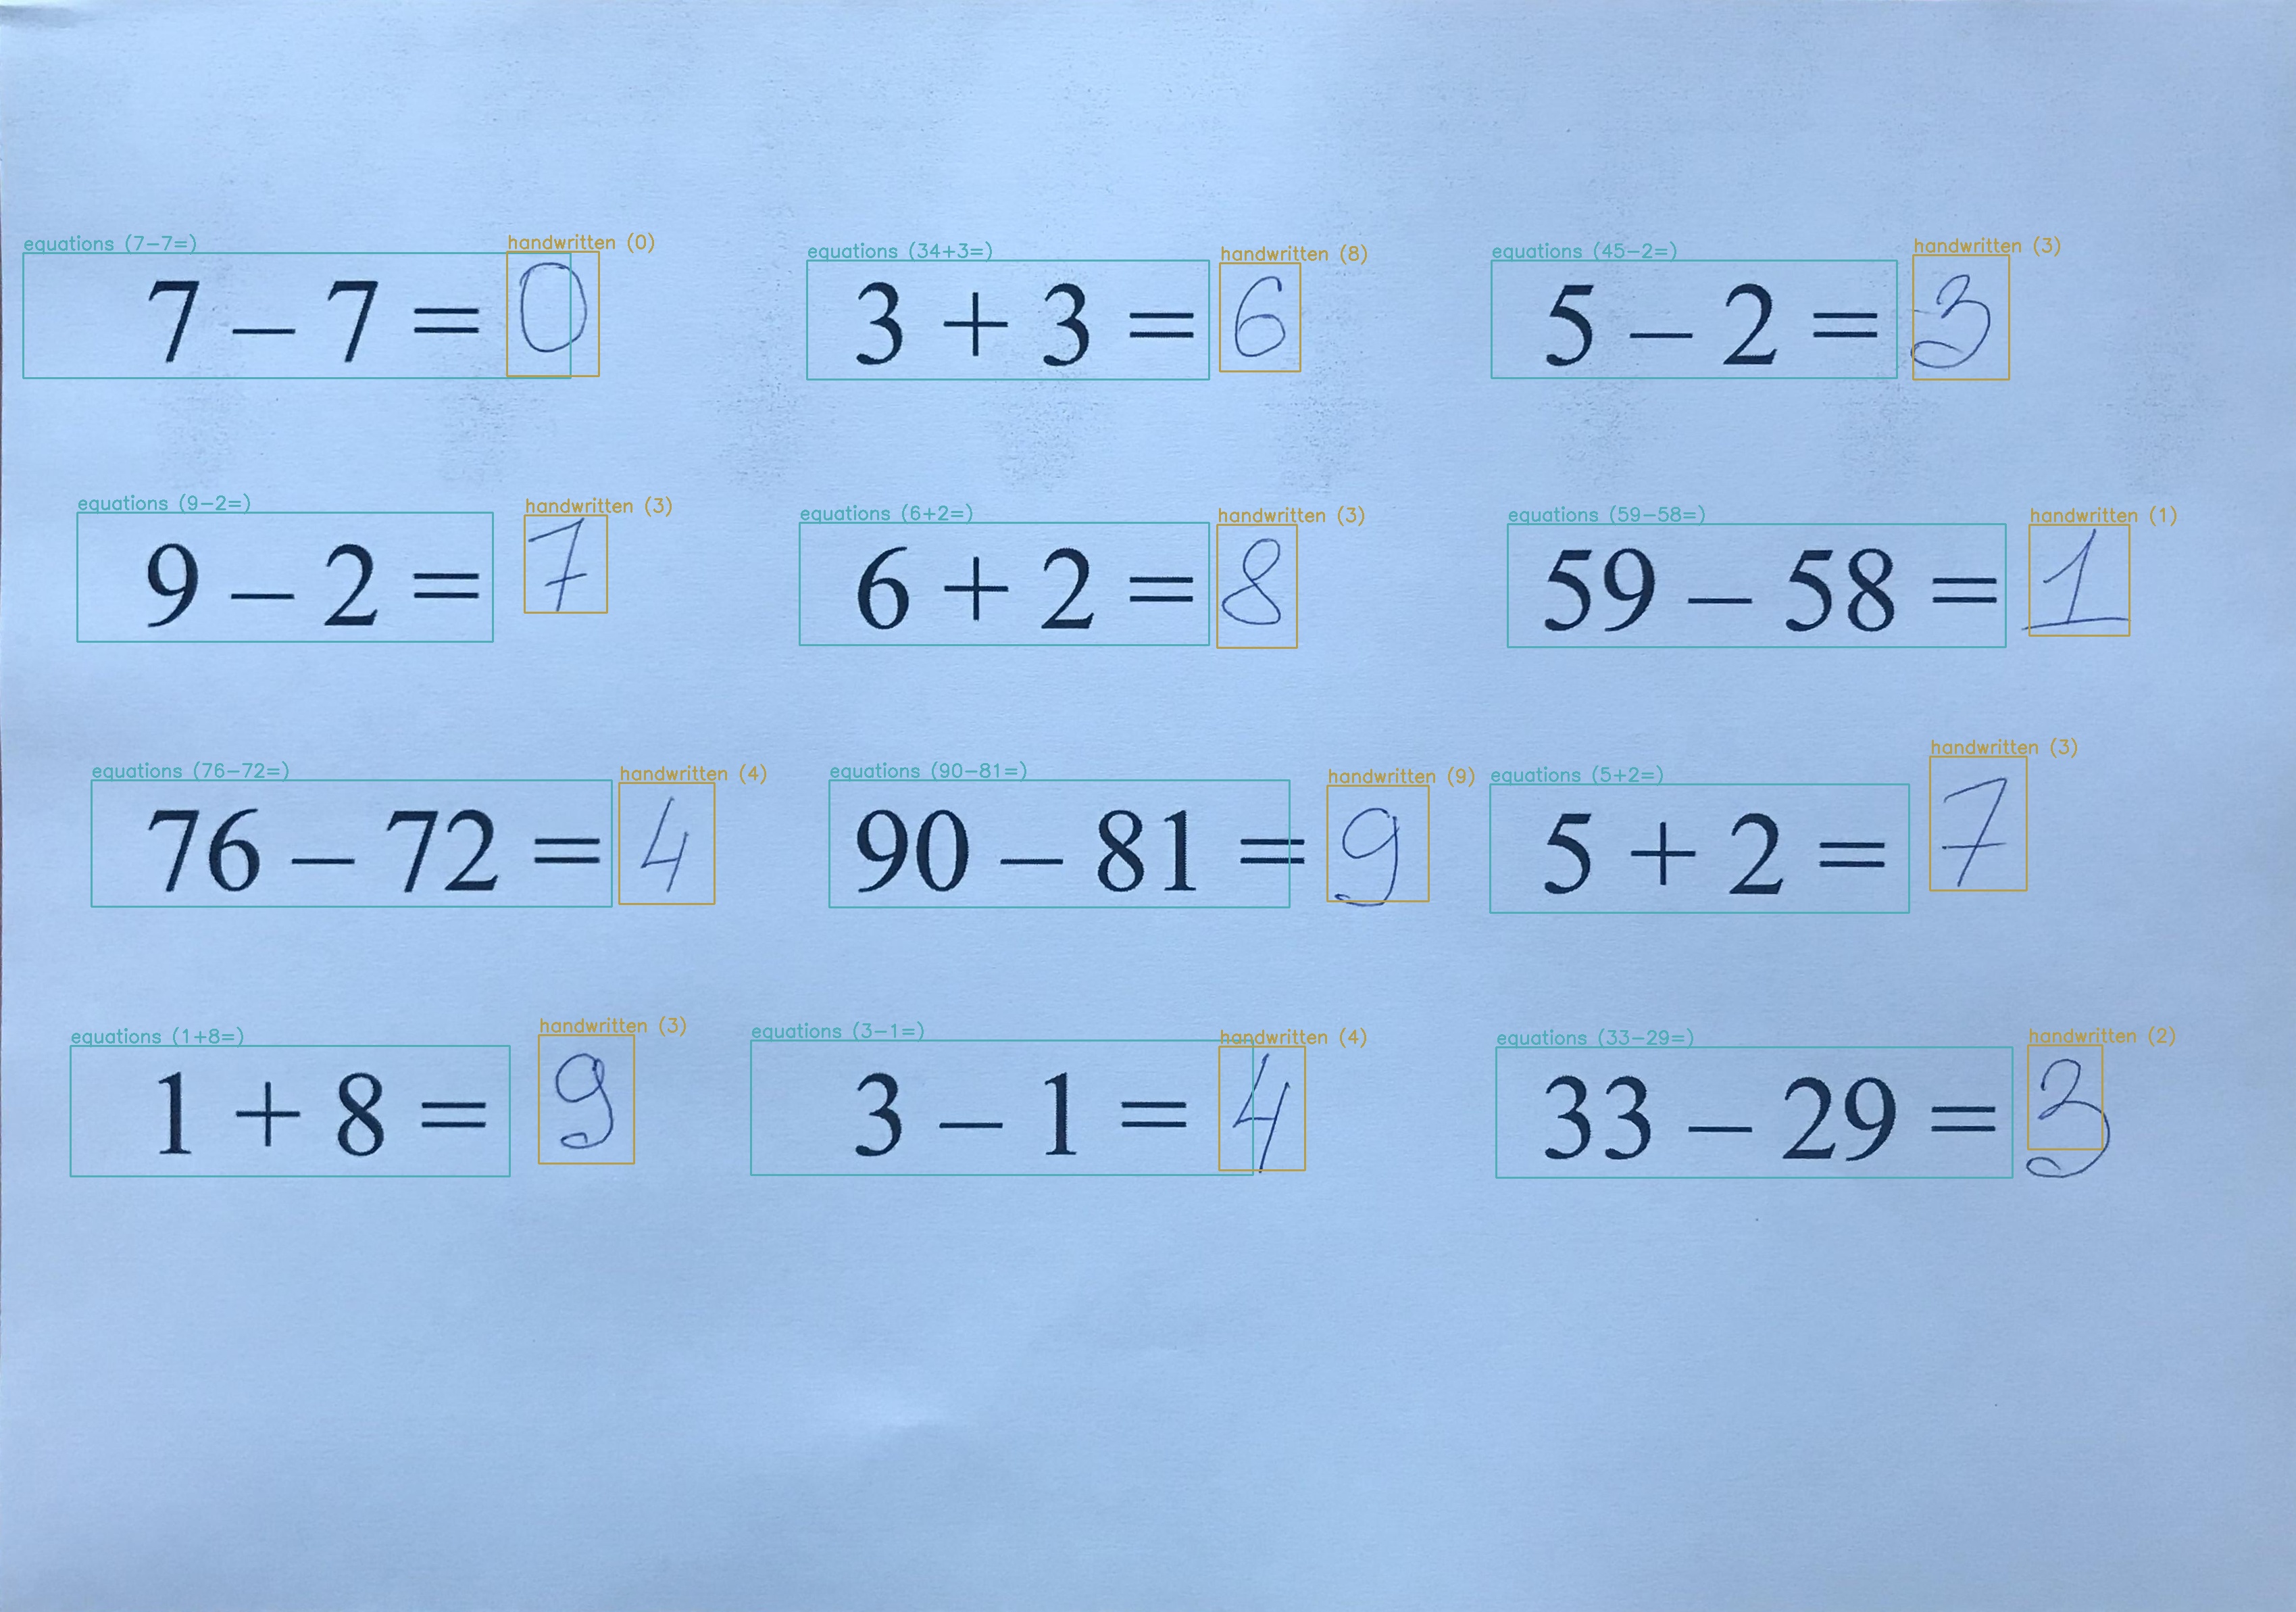 equations (7-7=) handwritten (0) equations (34+3=) handwritten (8) equations (45-2=) handwritten (3)
7 – 7 = 0 3 + 3 = 6 5 – 2 = 3
equations (9-2=) handwritten (3) equations (6+2=) handwritten (3) equations (59-58=) handwritten (1)
9 – 2 = 7 6 + 2 = 8 59 – 58 = 1
equations (76-72=) handwritten (4) equations (90-81=) handwritten (9) equations (5+2=) handwritten (3)
76 – 72 = 4 90 – 81 = 9 5 + 2 = 7
equations (1+8=) handwritten (3) equations (3-1=) handwritten (4) equations (33-29=) handwritten (2)
1 + 8 = 9 3 – 1 = 4 33 – 29 = 3